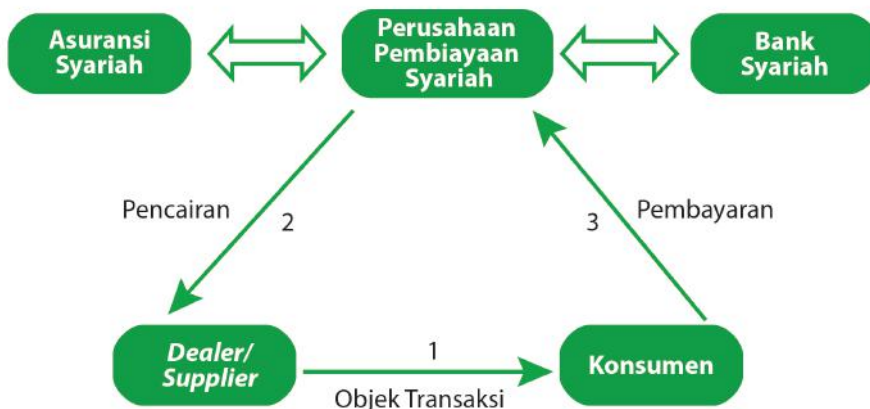 Asuransi
Syariah
Perusahaan
Pembiayaan
Syariah
Bank
Syariah
Pencairan
2
3
Pembayaran
Dealer/
Supplier
1
Objek Transaksi
Konsumen